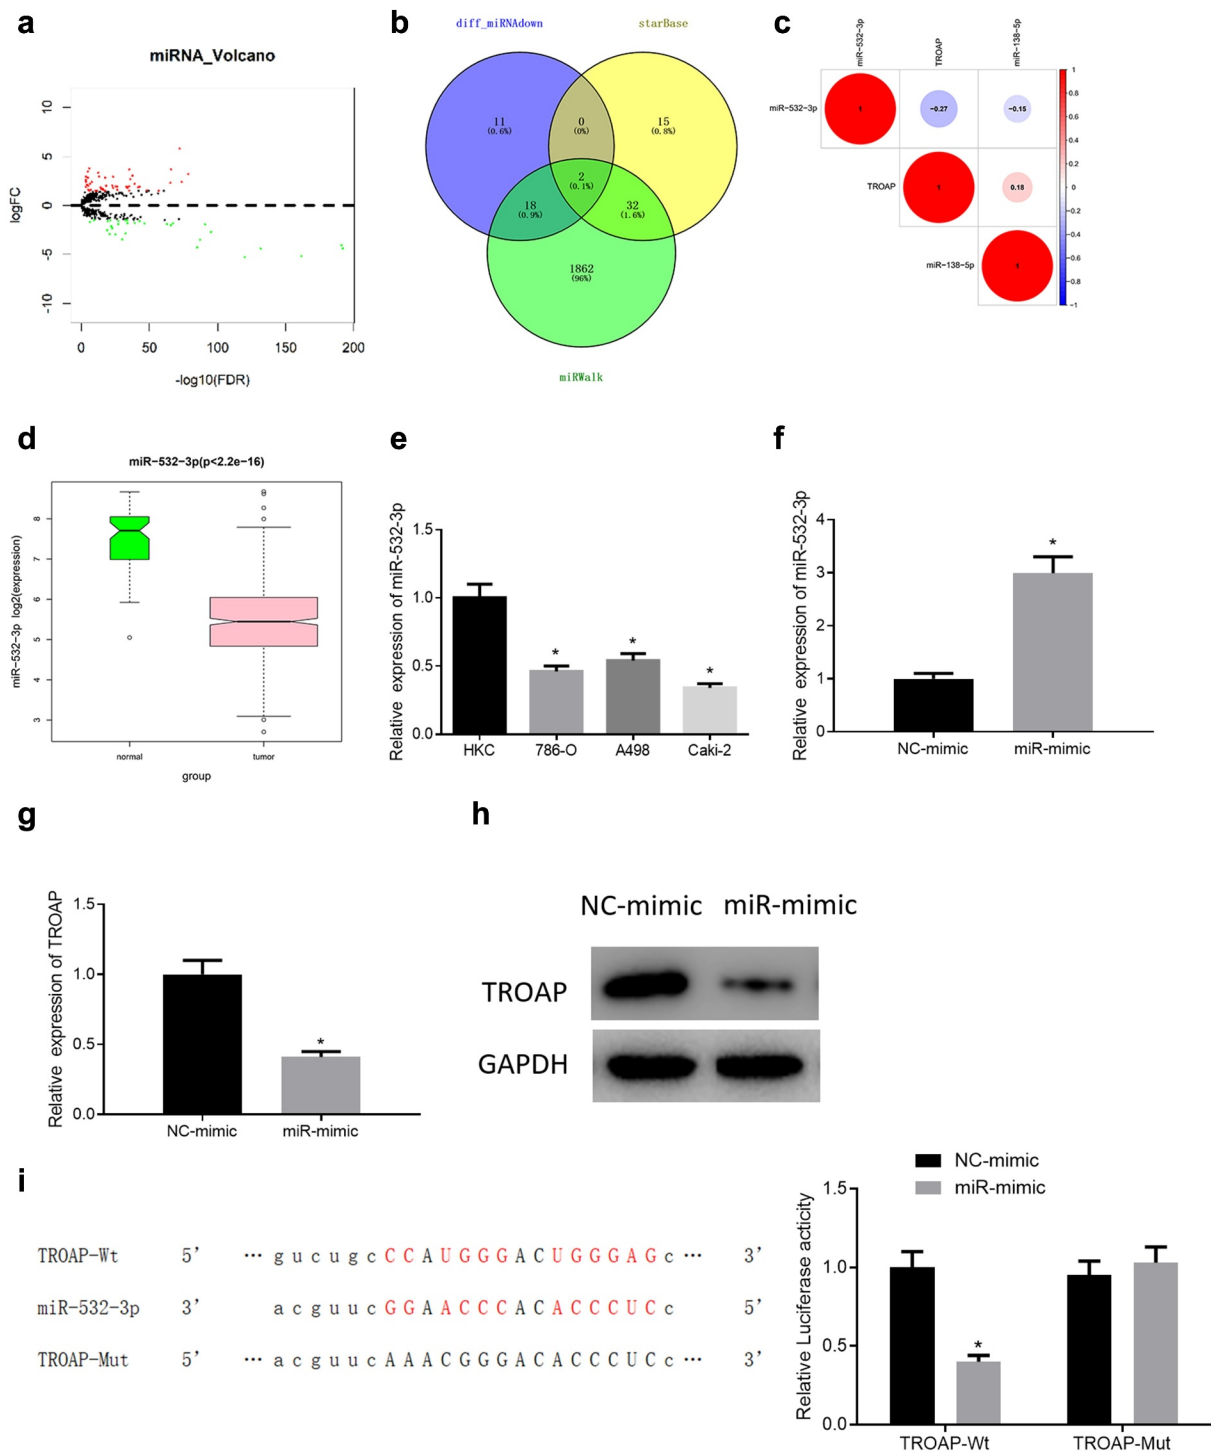 a
miRNA_Volcano
logFC
10
5
0
-5
-10
0 50 100 150 200
-log10(FDR)
b
diff_miRNAdown starBase
11 (0.6%)
0 (0%)
15 (0.8%)
2 (0.1%)
18 (0.9%)
32 (1.6%)
1862 (96%)
miRWalk
c
miR-532-3p TROAP miR-138-5p
miR-532-3p 1 -0.27 -0.15
TROAP 1 0.18
miR-138-5p 1
1
0.8
0.6
0.4
0.2
0
-0.2
-0.4
-0.6
-0.8
-1
d
miR-532-3p(p<2.2e-16)
miR-532-3p log2(expression)
8
7
6
5
4
3
normal tumor
group
e
Relative expression of miR-532-3p
1.5
1.0
0.5
0.0
* * *
HKC 786-O A498 Caki-2
f
Relative expression of miR-532-3p
4
3
2
1
0
*
NC-mimic miR-mimic
g
Relative expression of TROAP
1.5
1.0
0.5
0.0
*
NC-mimic miR-mimic
h
NC-mimic miR-mimic
TROAP
GAPDH
i
TROAP-Wt 5' ... gucugcCCAUGGGACUGGGAGc... 3'
miR-532-3p 3' acguucGGAACCCACACCCUCc 5'
TROAP-Mut 5' ... acguucAAACGGGACACCCUCc... 3'
NC-mimic
miR-mimic
Relative Luciferase acticity
1.5
1.0
0.5
0.0
*
TROAP-Wt TROAP-Mut